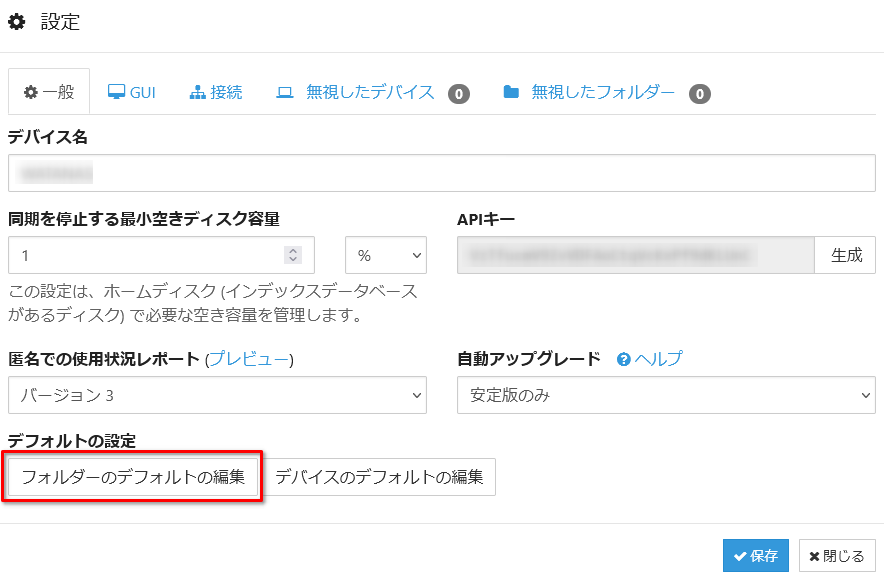 設定
一般 GUI 接続 無視したデバイス 0 無視したフォルダー 0
デバイス名
同期を停止する最小空きディスク容量 APIキー
1 % 生成
この設定は、ホームディスク (インデックスデータベース
があるディスク) で必要な空き容量を管理します。
匿名での使用状況レポート (プレビュー) 自動アップグレード ヘルプ
バージョン 3 安定版のみ
デフォルトの設定
フォルダーのデフォルトの編集 デバイスのデフォルトの編集
保存 閉じる